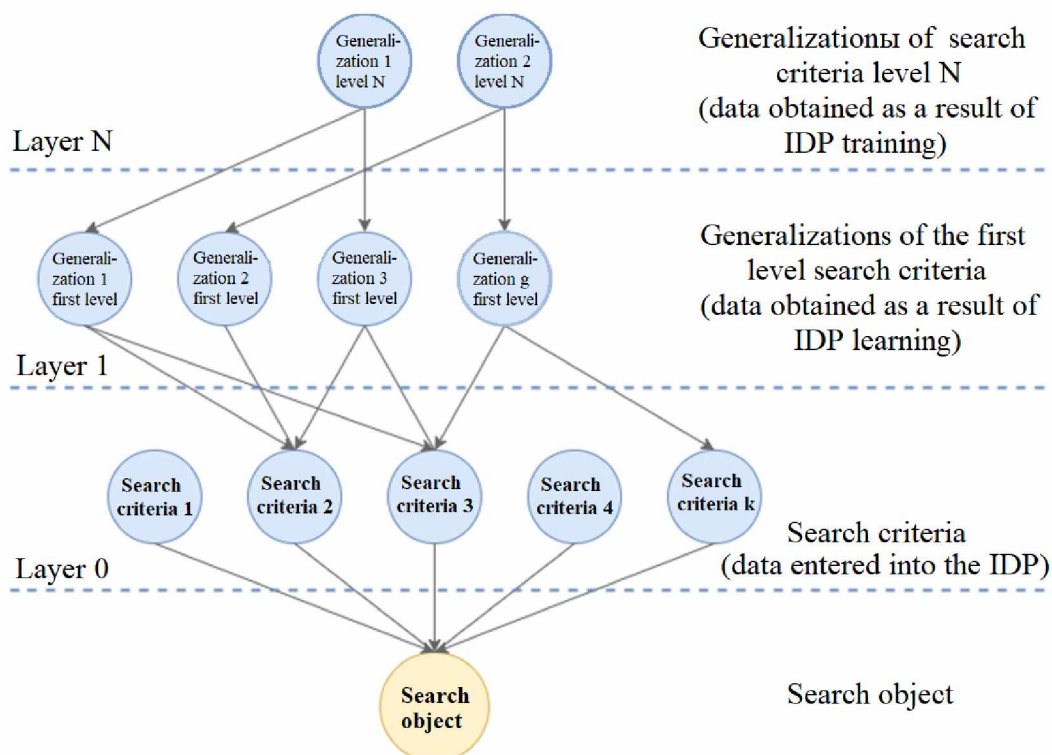 Generali-
zation 1
level N
Generali-
zation 2
level N
Generalizationы of search
criteria level N
(data obtained as a result of
IDP training)
Layer N
Generali-
zation 1
first level
Generali-
zation 2
first level
Generali-
zation 3
first level
Generali-
zation g
first level
Generalizations of the first
level search criteria
(data obtained as a result of
IDP learning)
Layer 1
Search
criteria 1
Search
criteria 2
Search
criteria 3
Search
criteria 4
Search
criteria k
Search criteria
(data entered into the IDP)
Layer 0
Search
object
Search object